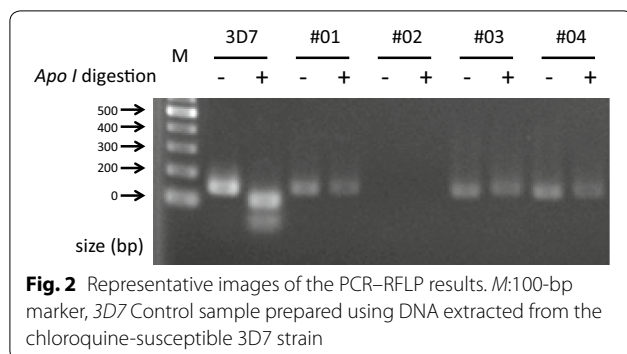 3D7 #01 #02 #03 #04
M
Apo I digestion - + - + - + - + - +
500
400
300
200
0
size (bp)
Fig. 2 Representative images of the PCR–RFLP results. M:100-bp
marker, 3D7 Control sample prepared using DNA extracted from the
chloroquine-susceptible 3D7 strain